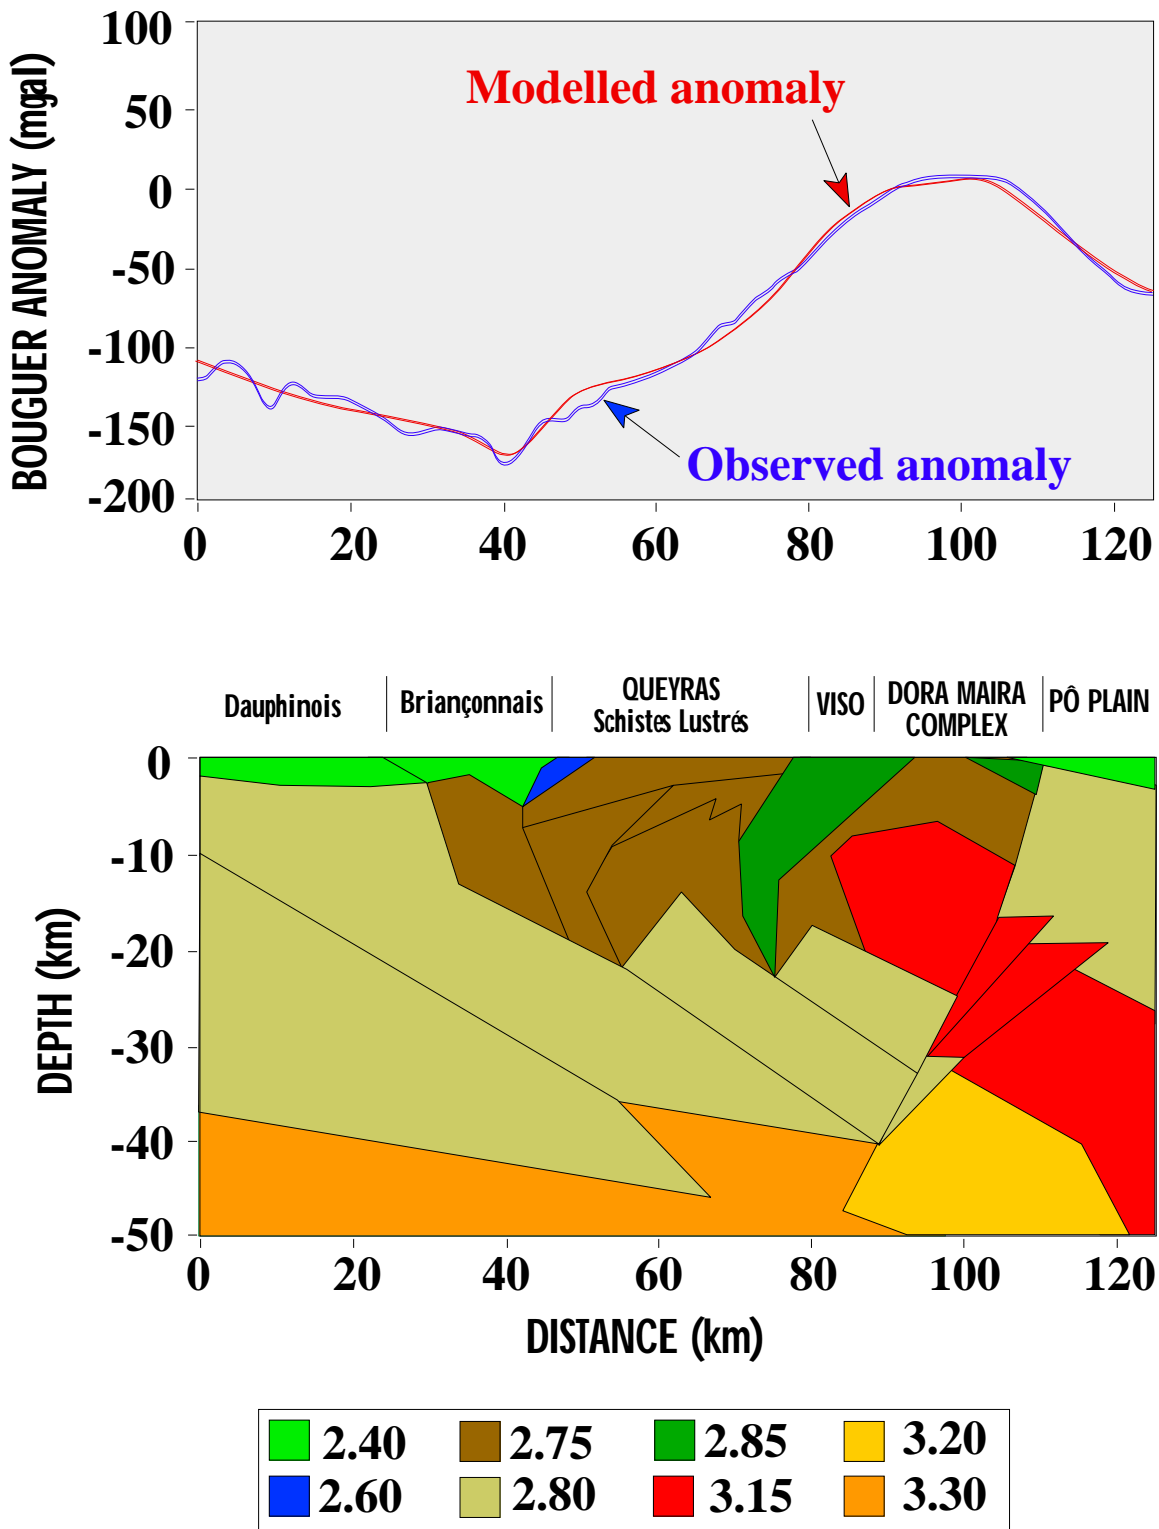 100
50
0
-50
-100
-150
-200
BOUGUER ANOMALY (mgal)
Modelled anomaly
Observed anomaly
0 20 40 60 80 100 120
Dauphinois
Briançonnais
QUEYRAS
Schistes Lustrés
VISO
DORA MAIRA
COMPLEX
PÔ PLAIN
0
-10
-20
-30
-40
-50
DEPTH (km)
0 20 40 60 80 100 120
DISTANCE (km)
2.40 2.75 2.85 3.20
2.60 2.80 3.15 3.30